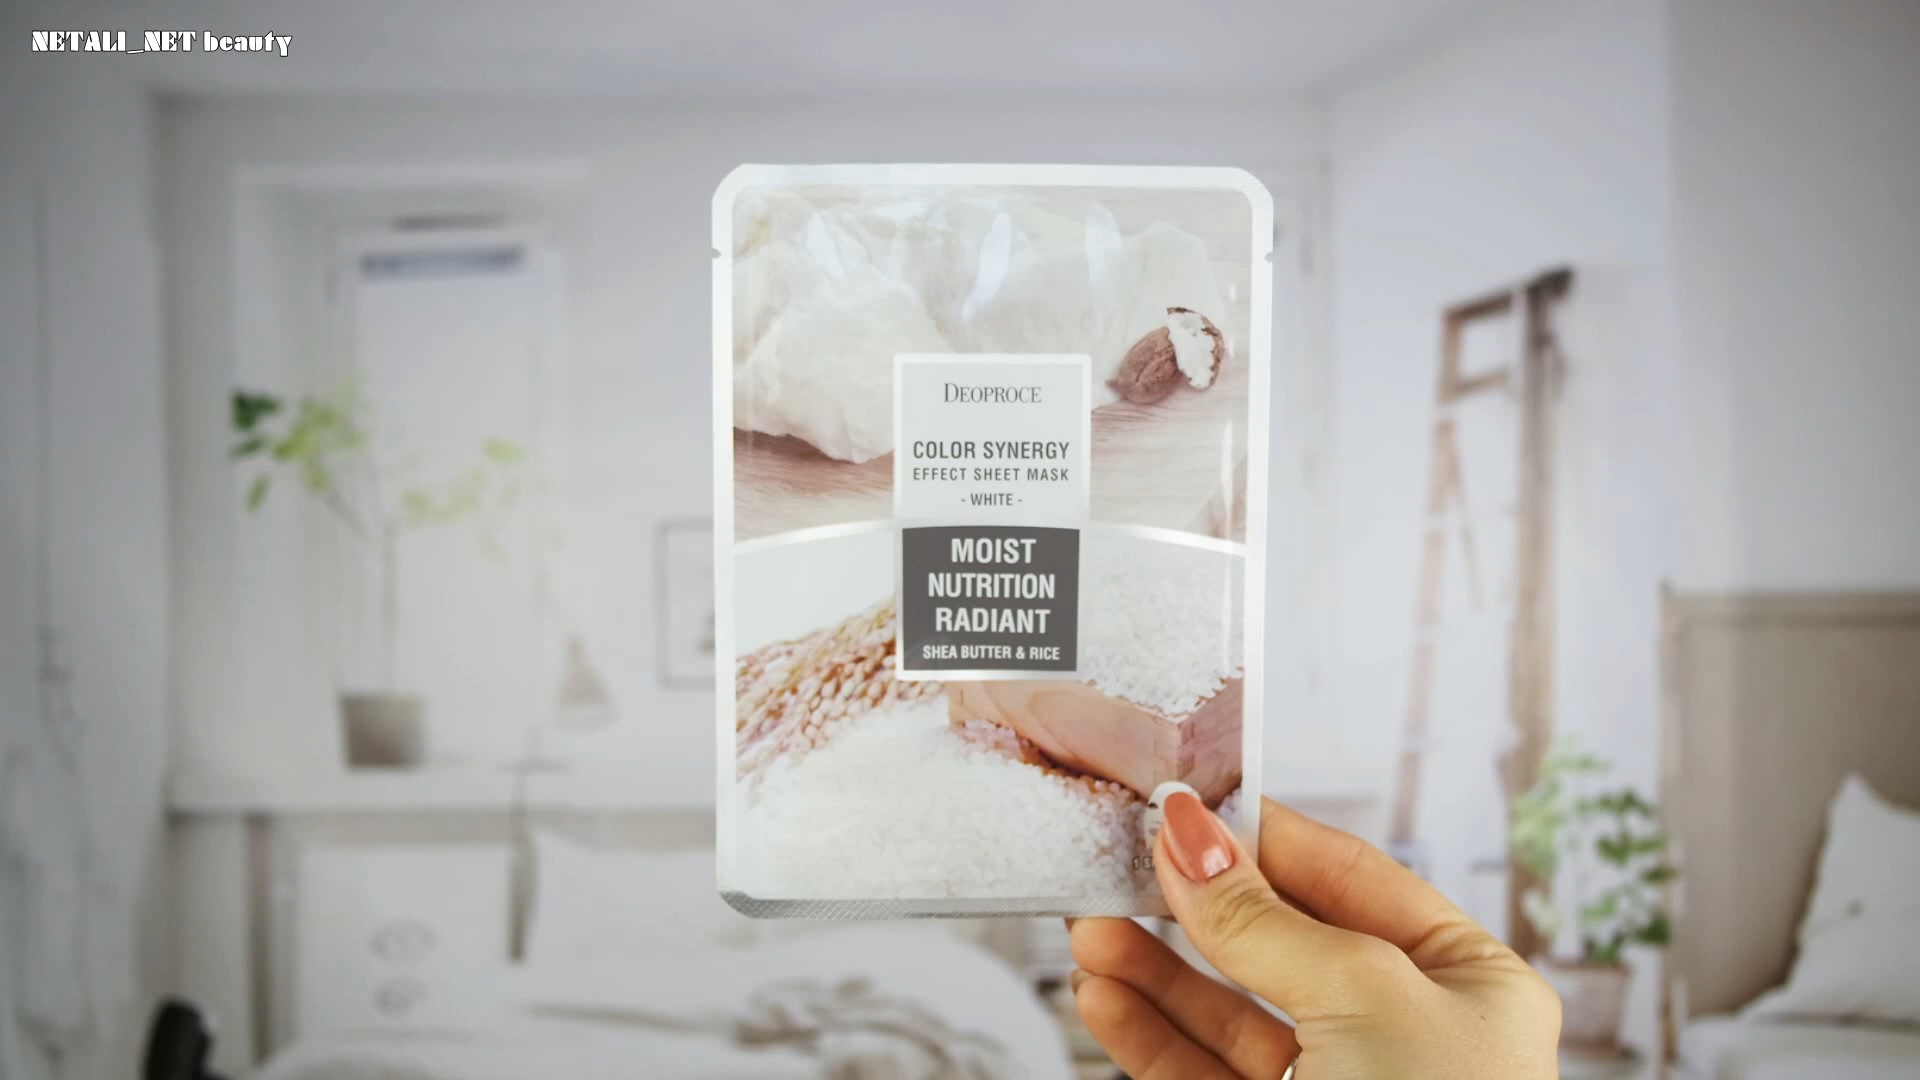 NETALI_NET beauty
DEOPROCE
COLOR SYNERGY
EFFECT SHEET MASK
- WHITE -
MOIST
NUTRITION
RADIANT
SHEA BUTTER & RICE